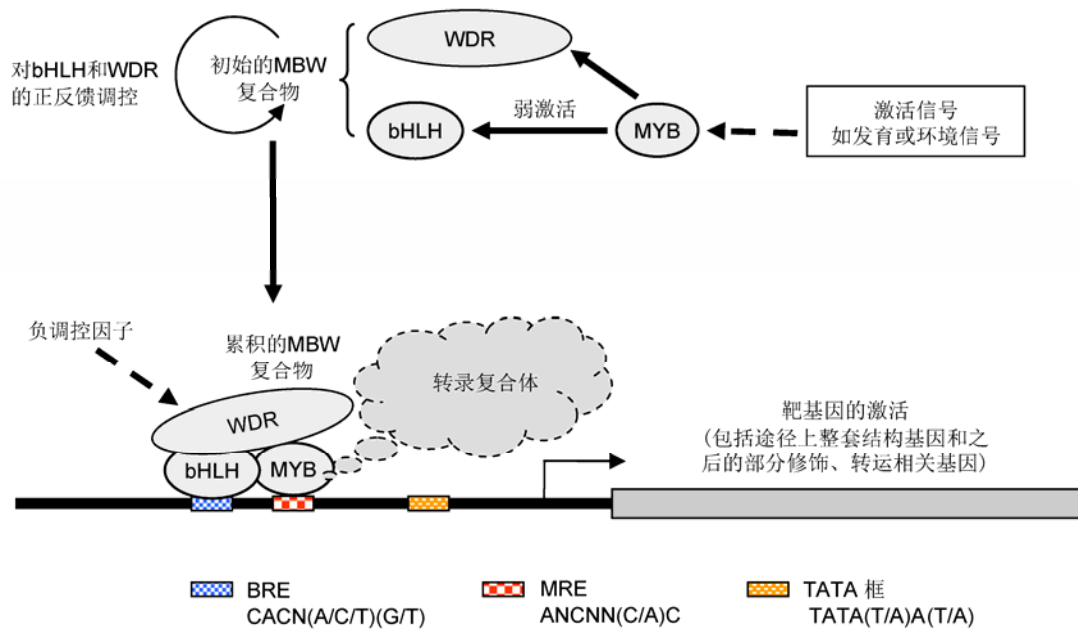 WDR
对bHLH和WDR
的正反馈调控
初始的MBW
复合物
弱激活
bHLH
MYB
激活信号
如发育或环境信号
负调控因子
累积的MBW
复合物
转录复合体
WDR
bHLH
MYB
靶基因的激活
(包括途径上整套结构基因和之
后的部分修饰、转运相关基因)
BRE
CACN(A/C/T)(G/T)
MRE
ANCNN(C/A)C
TATA 框
TATA(T/A)A(T/A)